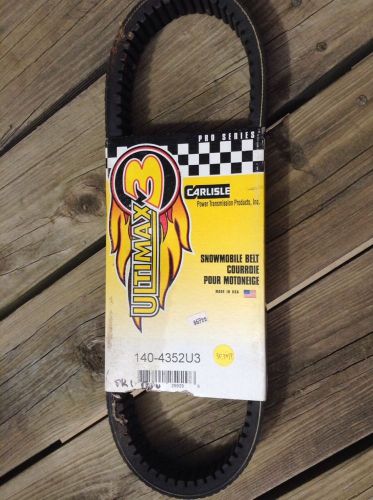 PRO SERIES
ULTIMAX 3
CARLISLE
Power Transmission Products, Inc.
SNOWMOBILE BELT
COURROIE
POUR MOTONEIGE
MADE IN USA
140-4352U3